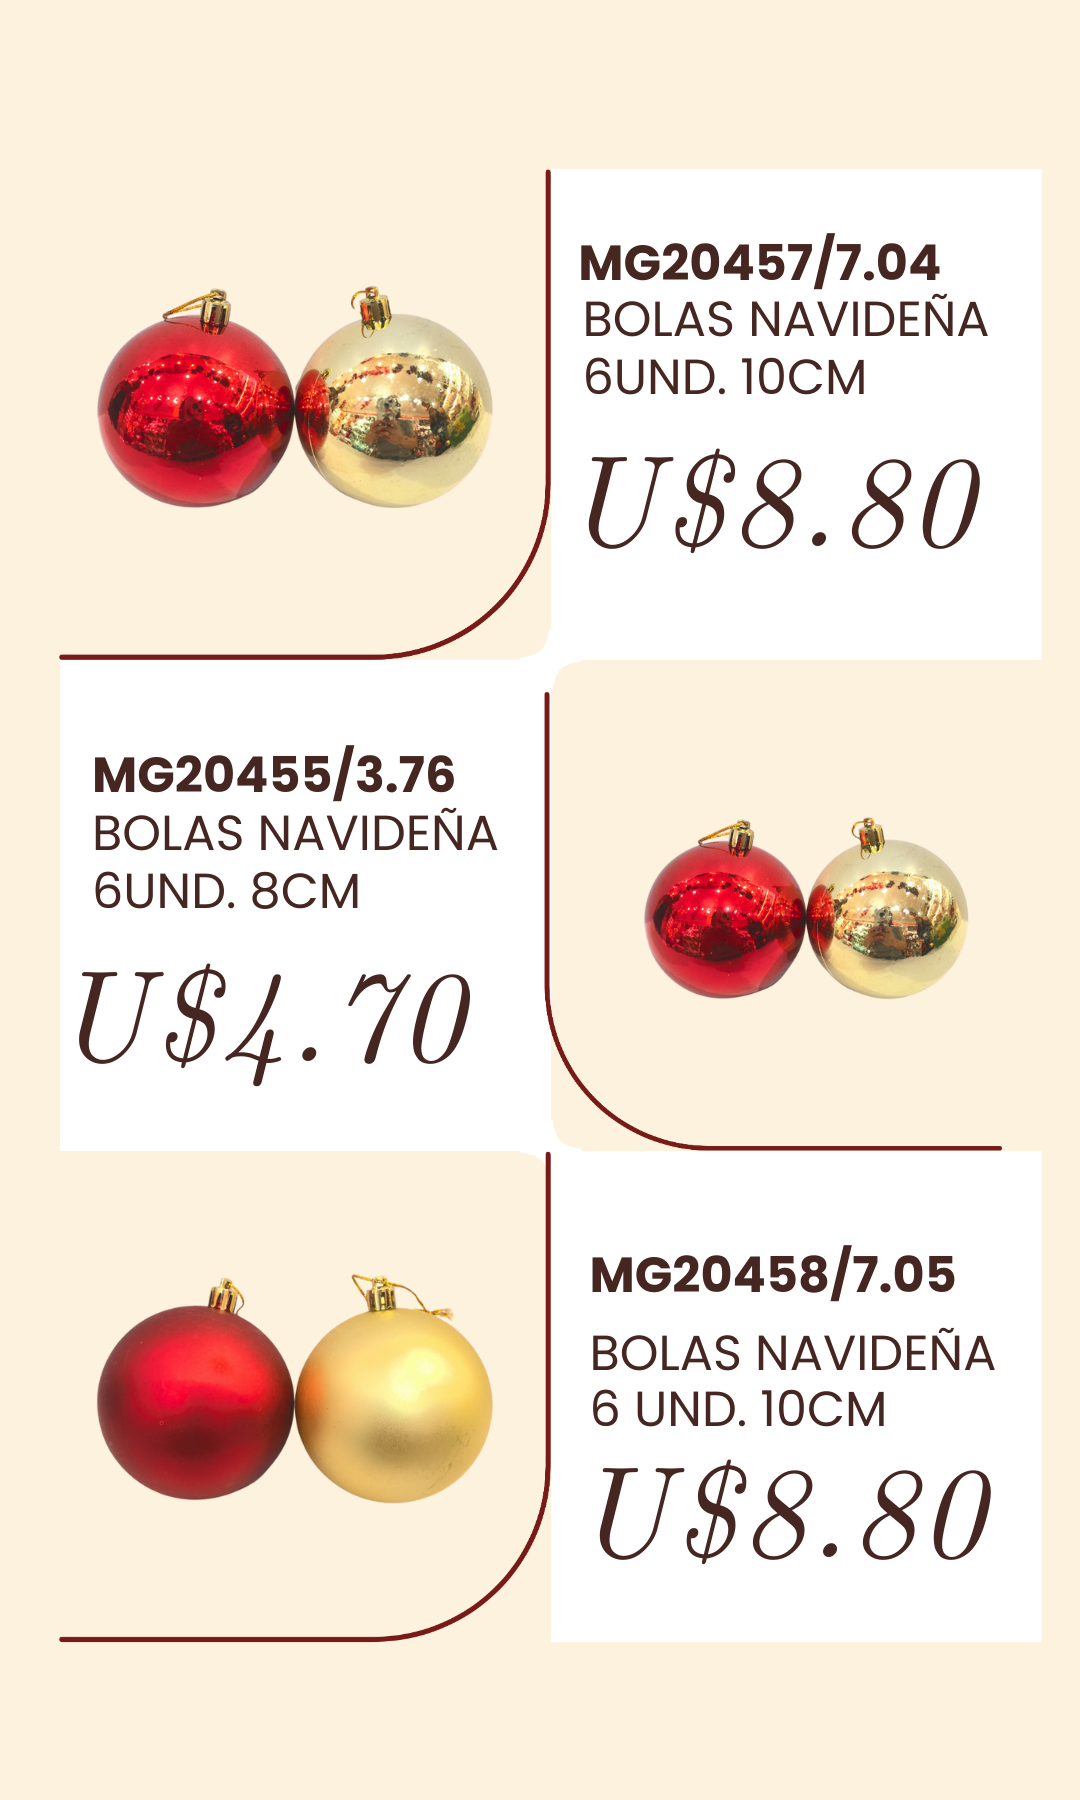 MG20457/7.04
BOLAS NAVIDEÑA
6UND. 10CM
U$8.80
MG20455/3.76
BOLAS NAVIDEÑA
6UND. 8CM
U$4.70
MG20458/7.05
BOLAS NAVIDEÑA
6 UND. 10CM
U$8.80